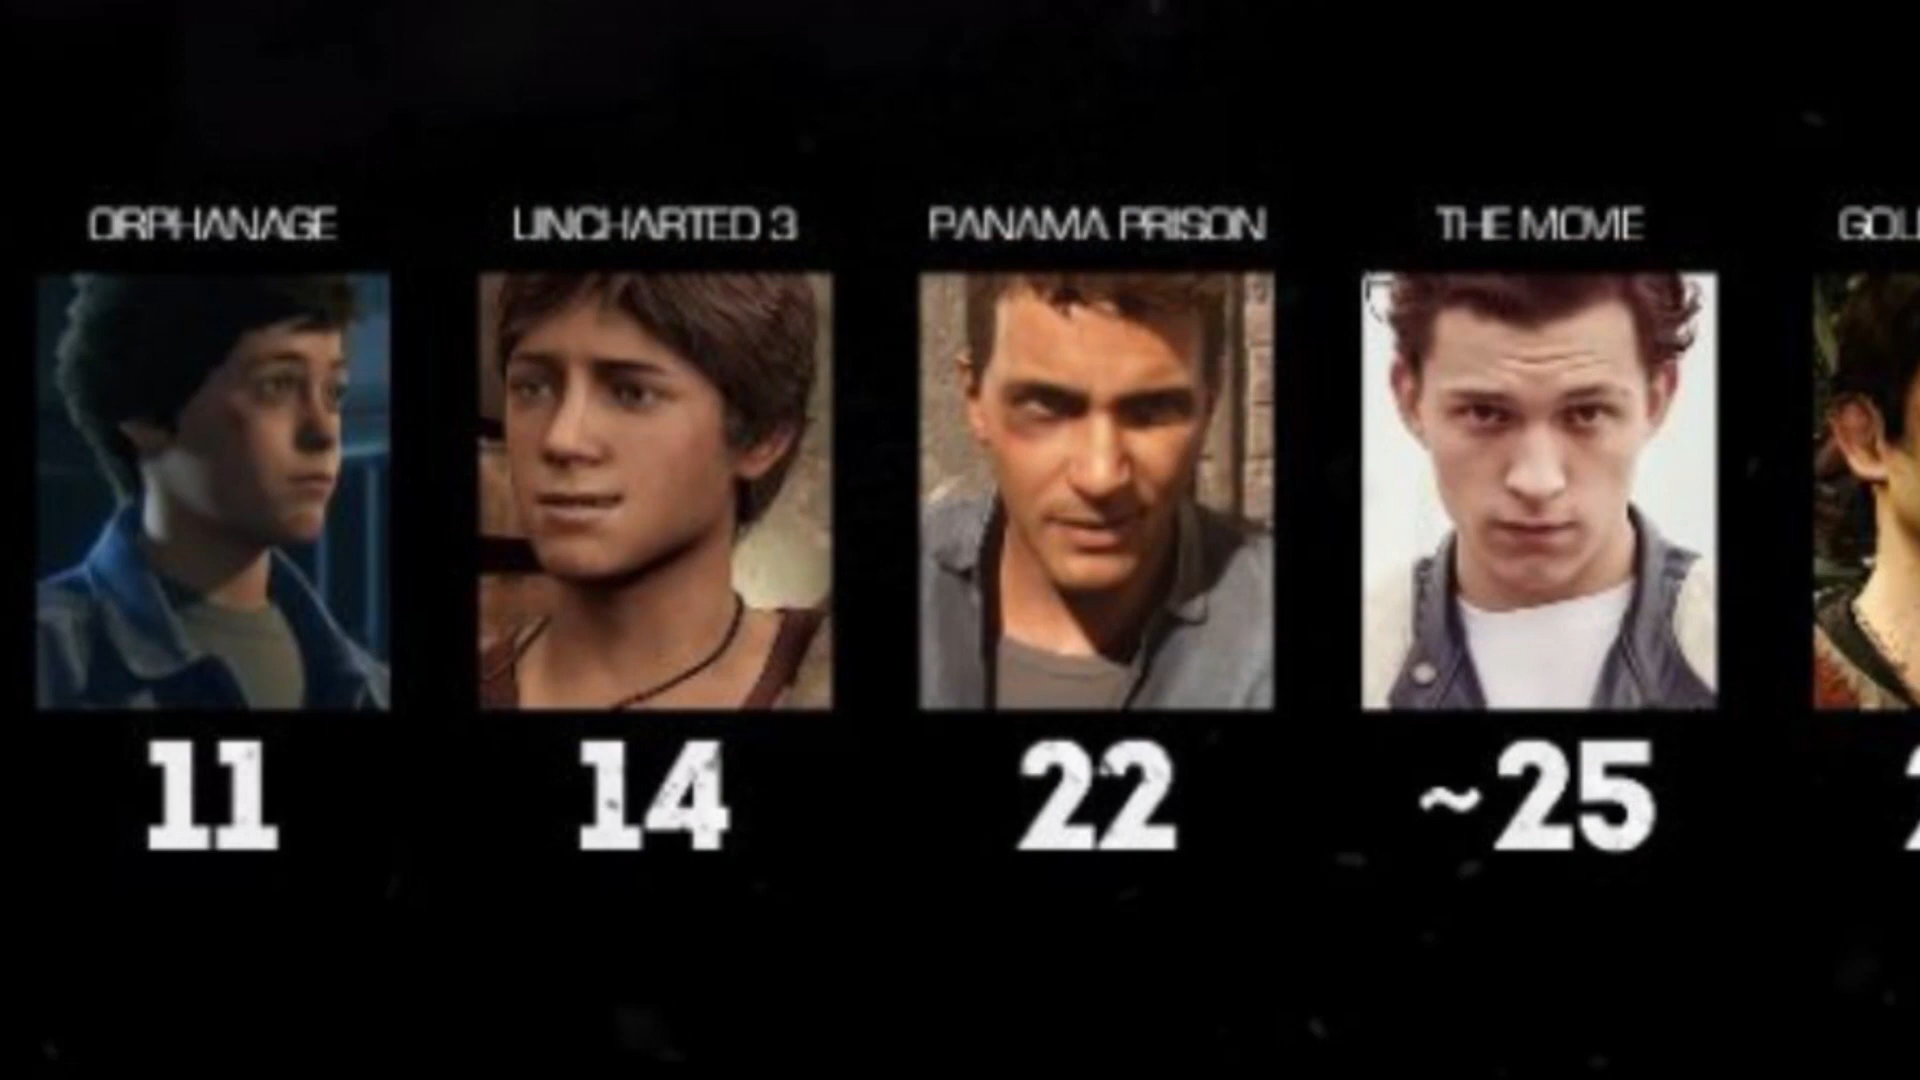 ORPHANAGE
UNCHARTED 3
PANAMA PRISON
THE MOVIE
11
14
22
~25